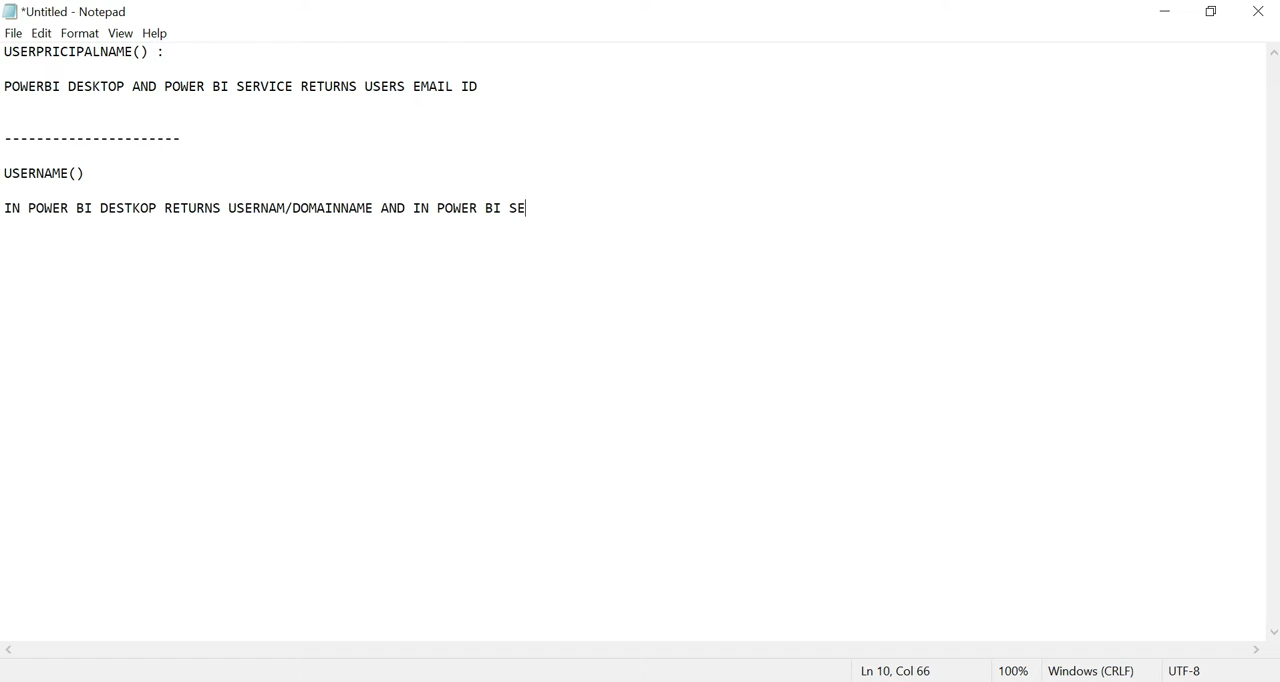 *Untitled - Notepad
File Edit Format View Help
USERPRICIPALNAME() :
POWERBI DESKTOP AND POWER BI SERVICE RETURNS USERS EMAIL ID
----------------------
USERNAME()
IN POWER BI DESTKOP RETURNS USERNAM/DOMAINNAME AND IN POWER BI SE
Ln 10, Col 66 100% Windows (CRLF) UTF-8